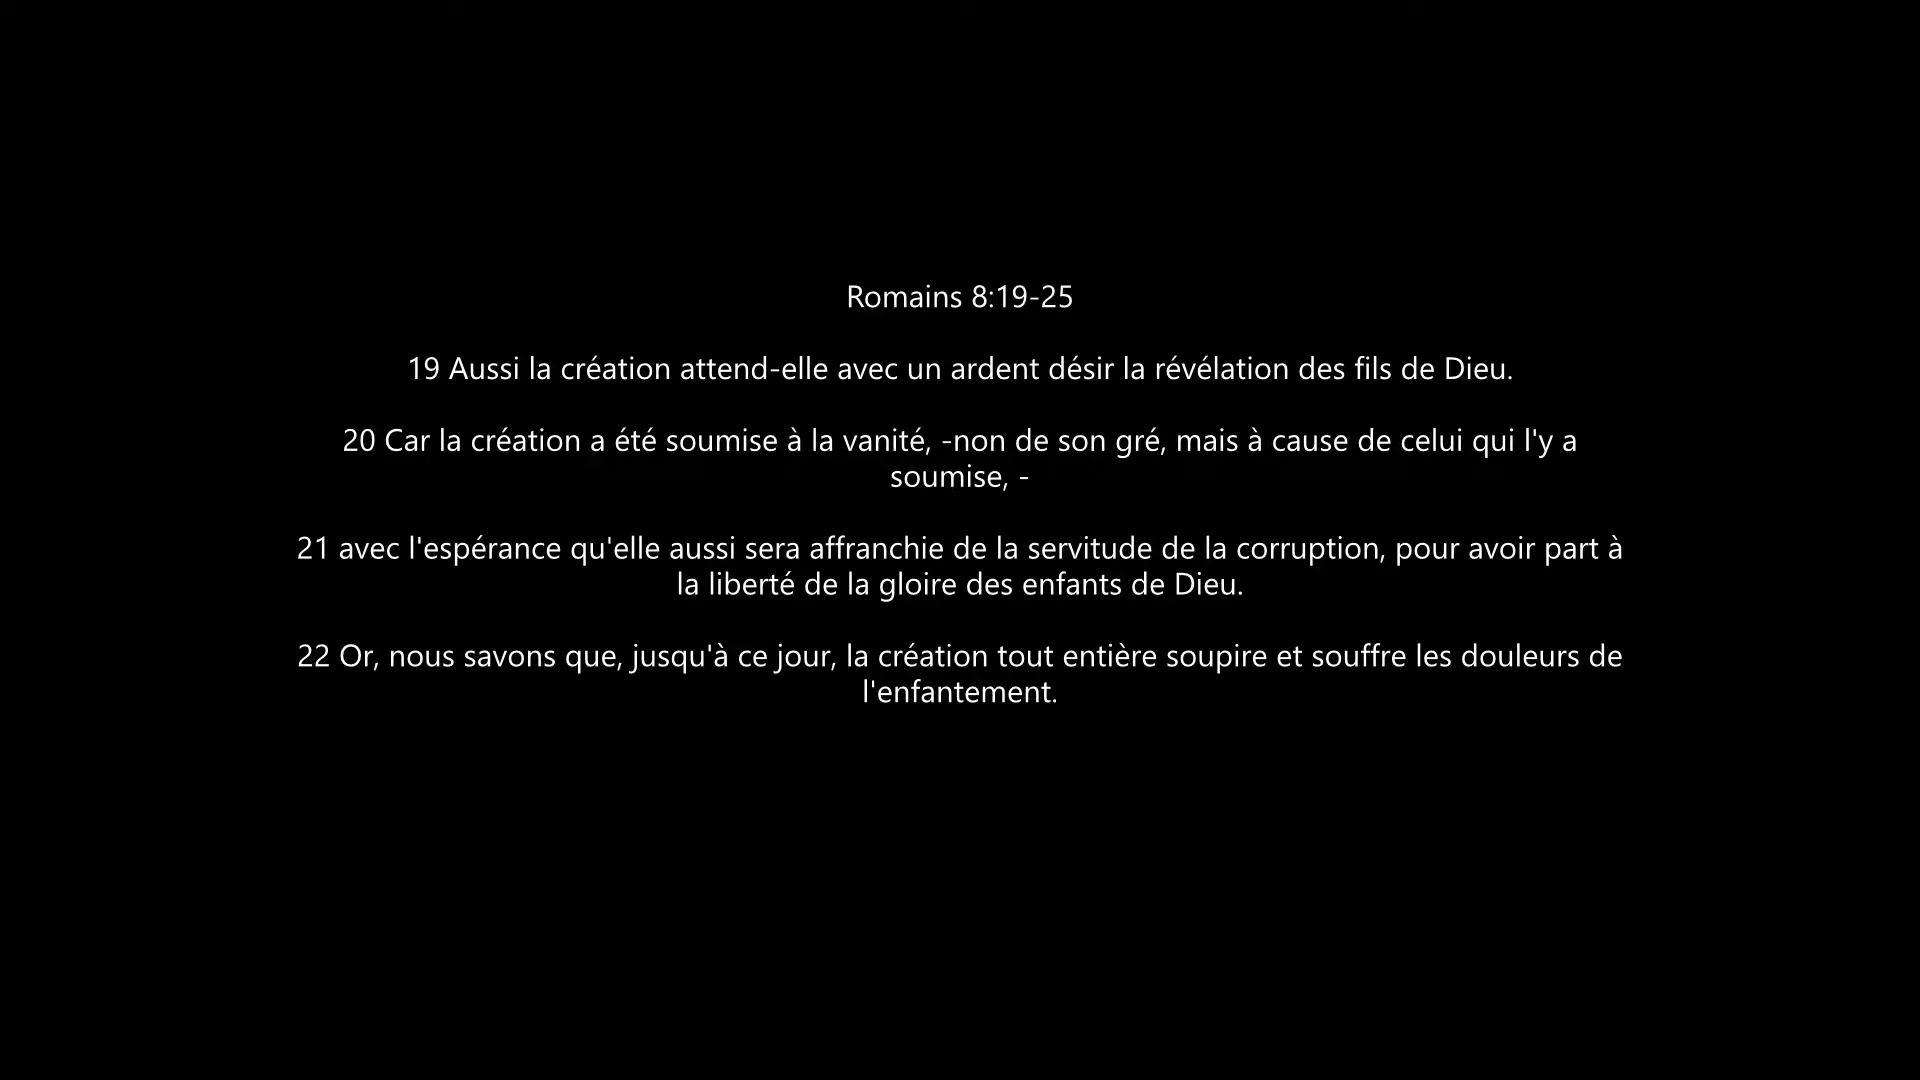 Romains 8:19-25
19 Aussi la création attend-elle avec un ardent désir la révélation des fils de Dieu.
20 Car la création a été soumise à la vanité, -non de son gré, mais à cause de celui qui l'y a
soumise, -
21 avec l'espérance qu'elle aussi sera affranchie de la servitude de la corruption, pour avoir part à
la liberté de la gloire des enfants de Dieu.
22 Or, nous savons que, jusqu'à ce jour, la création tout entière soupire et souffre les douleurs de
l'enfantement.